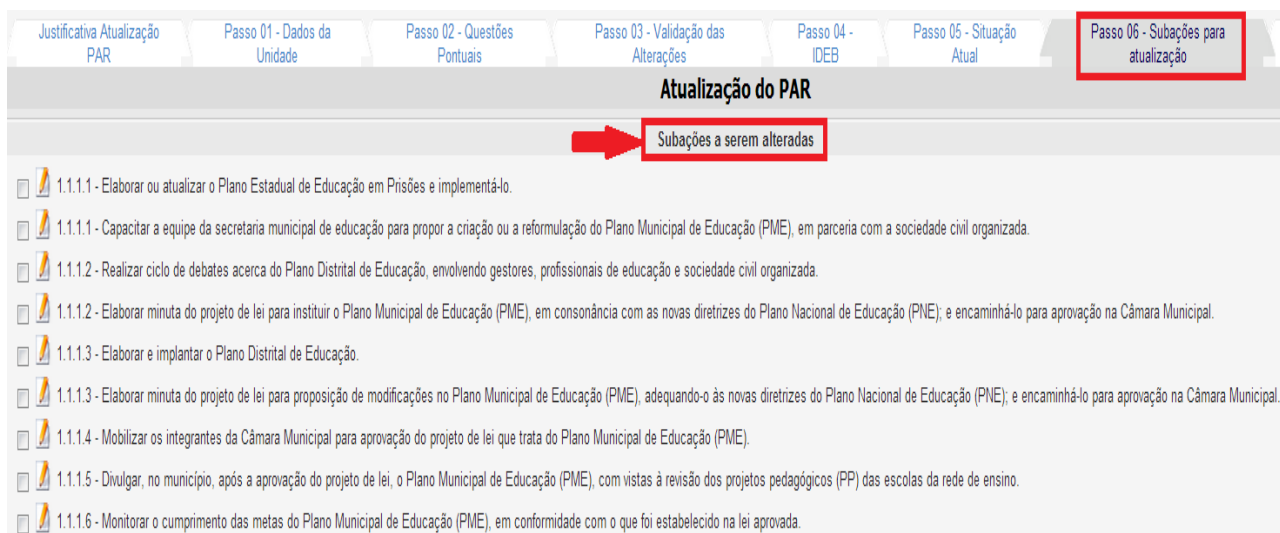 Justificativa Atualização
PAR
Passo 01 - Dados da
Unidade
Passo 02 - Questões
Pontuais
Passo 03 - Validação das
Alterações
Passo 04 -
IDEB
Passo 05 - Situação
Atual
Passo 06 - Subações para
atualização
Atualização do PAR
Subações a serem alteradas
1.1.1.1 - Elaborar ou atualizar o Plano Estadual de Educação em Prisões e implementá-lo.
1.1.1.1 - Capacitar a equipe da secretaria municipal de educação para propor a criação ou a reformulação do Plano Municipal de Educação (PME), em parceria com a sociedade civil organizada.
1.1.1.2 - Realizar ciclo de debates acerca do Plano Distrital de Educação, envolvendo gestores, profissionais de educação e sociedade civil organizada.
1.1.1.2 - Elaborar minuta do projeto de lei para instituir o Plano Municipal de Educação (PME), em consonância com as novas diretrizes do Plano Nacional de Educação (PNE); e encaminhá-lo para aprovação na Câmara Municipal.
1.1.1.3 - Elaborar e implantar o Plano Distrital de Educação.
1.1.1.3 - Elaborar minuta do projeto de lei para proposição de modificações no Plano Municipal de Educação (PME), adequando-o às novas diretrizes do Plano Nacional de Educação (PNE); e encaminhá-lo para aprovação na Câmara Municipal.
1.1.1.4 - Mobilizar os integrantes da Câmara Municipal para aprovação do projeto de lei que trata do Plano Municipal de Educação (PME).
1.1.1.5 - Divulgar, no município, após a aprovação do projeto de lei, o Plano Municipal de Educação (PME), com vistas à revisão dos projetos pedagógicos (PP) das escolas da rede de ensino.
1.1.1.6 - Monitorar o cumprimento das metas do Plano Municipal de Educação (PME), em conformidade com o que foi estabelecido na lei aprovada.